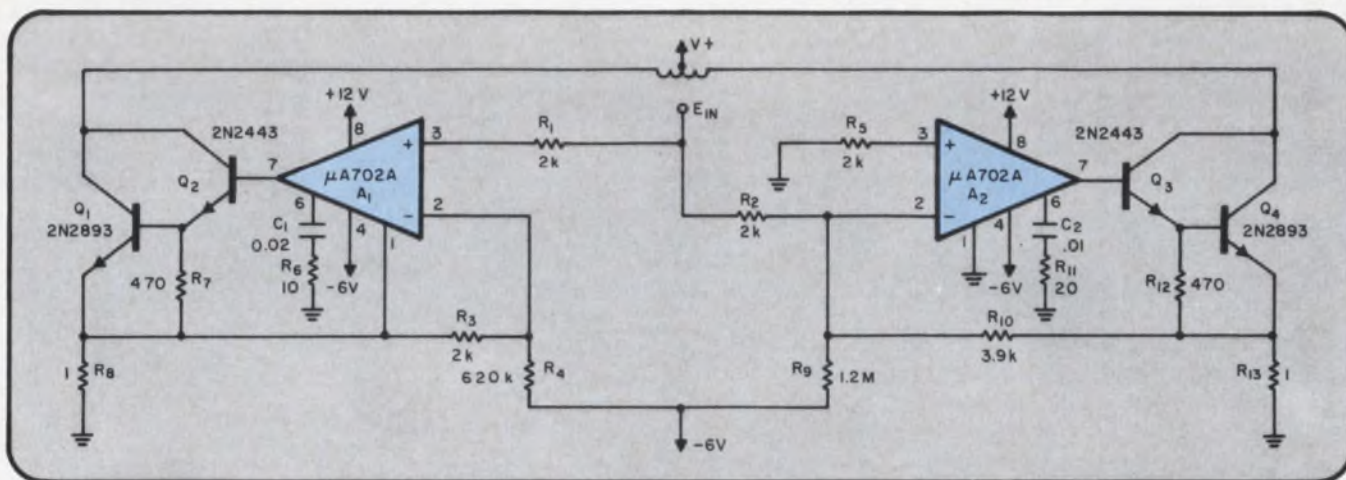 V+
+12 V
E IN
+12 V
2N2443
8
3
R1
2k
R5
2k
3
8
2N2443
7
+
+
7
Q2
μA702A
A1
μA702A
A2
Q3
Q1
2N2893
6
C1
0.02
4
−
1
2
R2
2k
2
−
1
4
6
C2
.01
Q4
2N2893
470
R7
R6
10
-6V
-6V
R11
20
R12
470
R3
2k
R10
3.9k
1
R8
620k
R4
R9
1.2M
R13
1
-6V